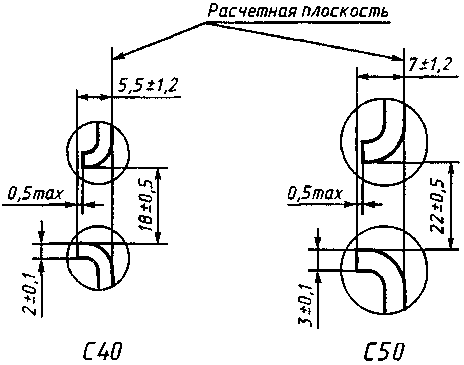 Расчетная плоскость
5,5±1,2
7±1,2
0,5max
18±0,5
0,5max
22±0,5
2±0,1
3±0,1
С40
С50